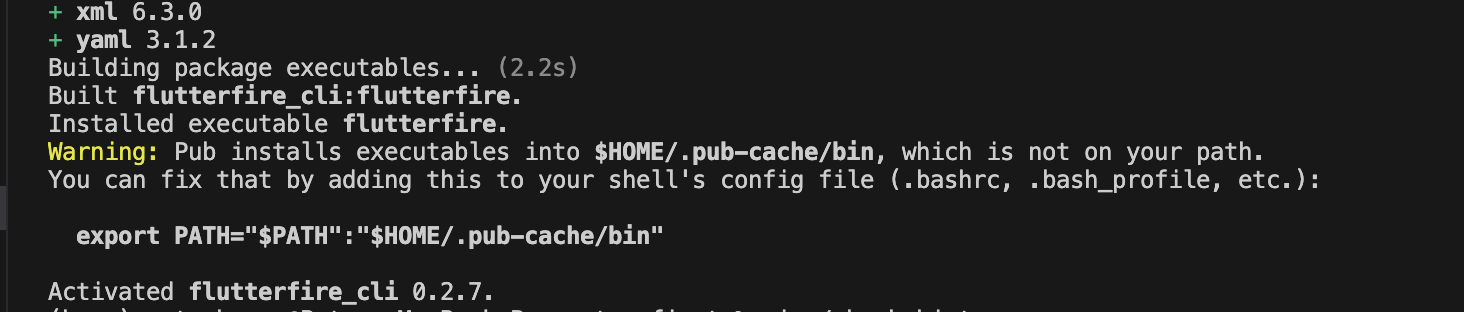 + xml 6.3.0
+ yaml 3.1.2
Building package executables... (2.2s)
Built flutterfire_cli:flutterfire.
Installed executable flutterfire.
Warning: Pub installs executables into $HOME/.pub-cache/bin, which is not on your path.
You can fix that by adding this to your shell's config file (.bashrc, .bash_profile, etc.):
export PATH="$PATH":"$HOME/.pub-cache/bin"
Activated flutterfire_cli 0.2.7.